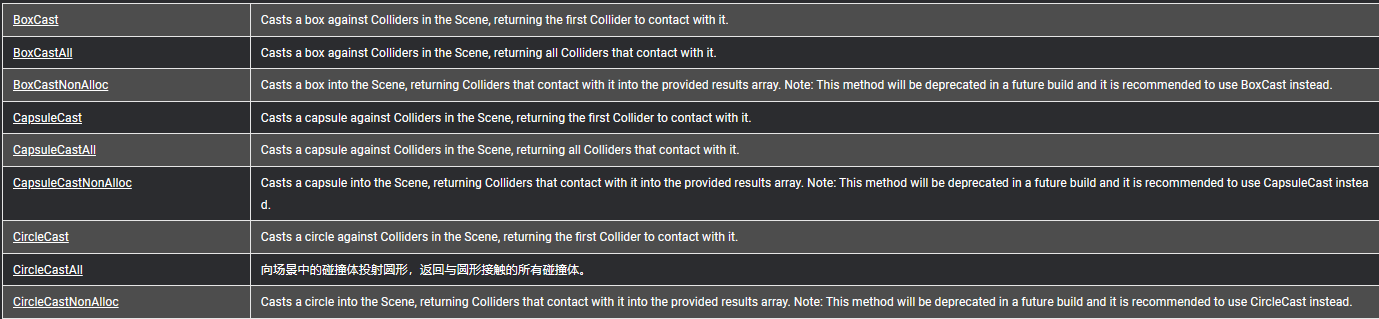 BoxCast Casts a box against Colliders in the Scene, returning the first Collider to contact with it.
BoxCastAll Casts a box against Colliders in the Scene, returning all Colliders that contact with it.
BoxCastNonAlloc Casts a box into the Scene, returning Colliders that contact with it into the provided results array. Note: This method will be deprecated in a future build and it is recommended to use BoxCast instead.
CapsuleCast Casts a capsule against Colliders in the Scene, returning the first Collider to contact with it.
CapsuleCastAll Casts a capsule against Colliders in the Scene, returning all Colliders that contact with it.
CapsuleCastNonAlloc Casts a capsule into the Scene, returning Colliders that contact with it into the provided results array. Note: This method will be deprecated in a future build and it is recommended to use CapsuleCast instea
d.
CircleCast Casts a circle against Colliders in the Scene, returning the first Collider to contact with it.
CircleCastAll 向场景中的碰撞体投射圆形，返回与圆形接触的所有碰撞体。
CircleCastNonAlloc Casts a circle into the Scene, returning Colliders that contact with it into the provided results array. Note: This method will be deprecated in a future build and it is recommended to use CircleCast instead.